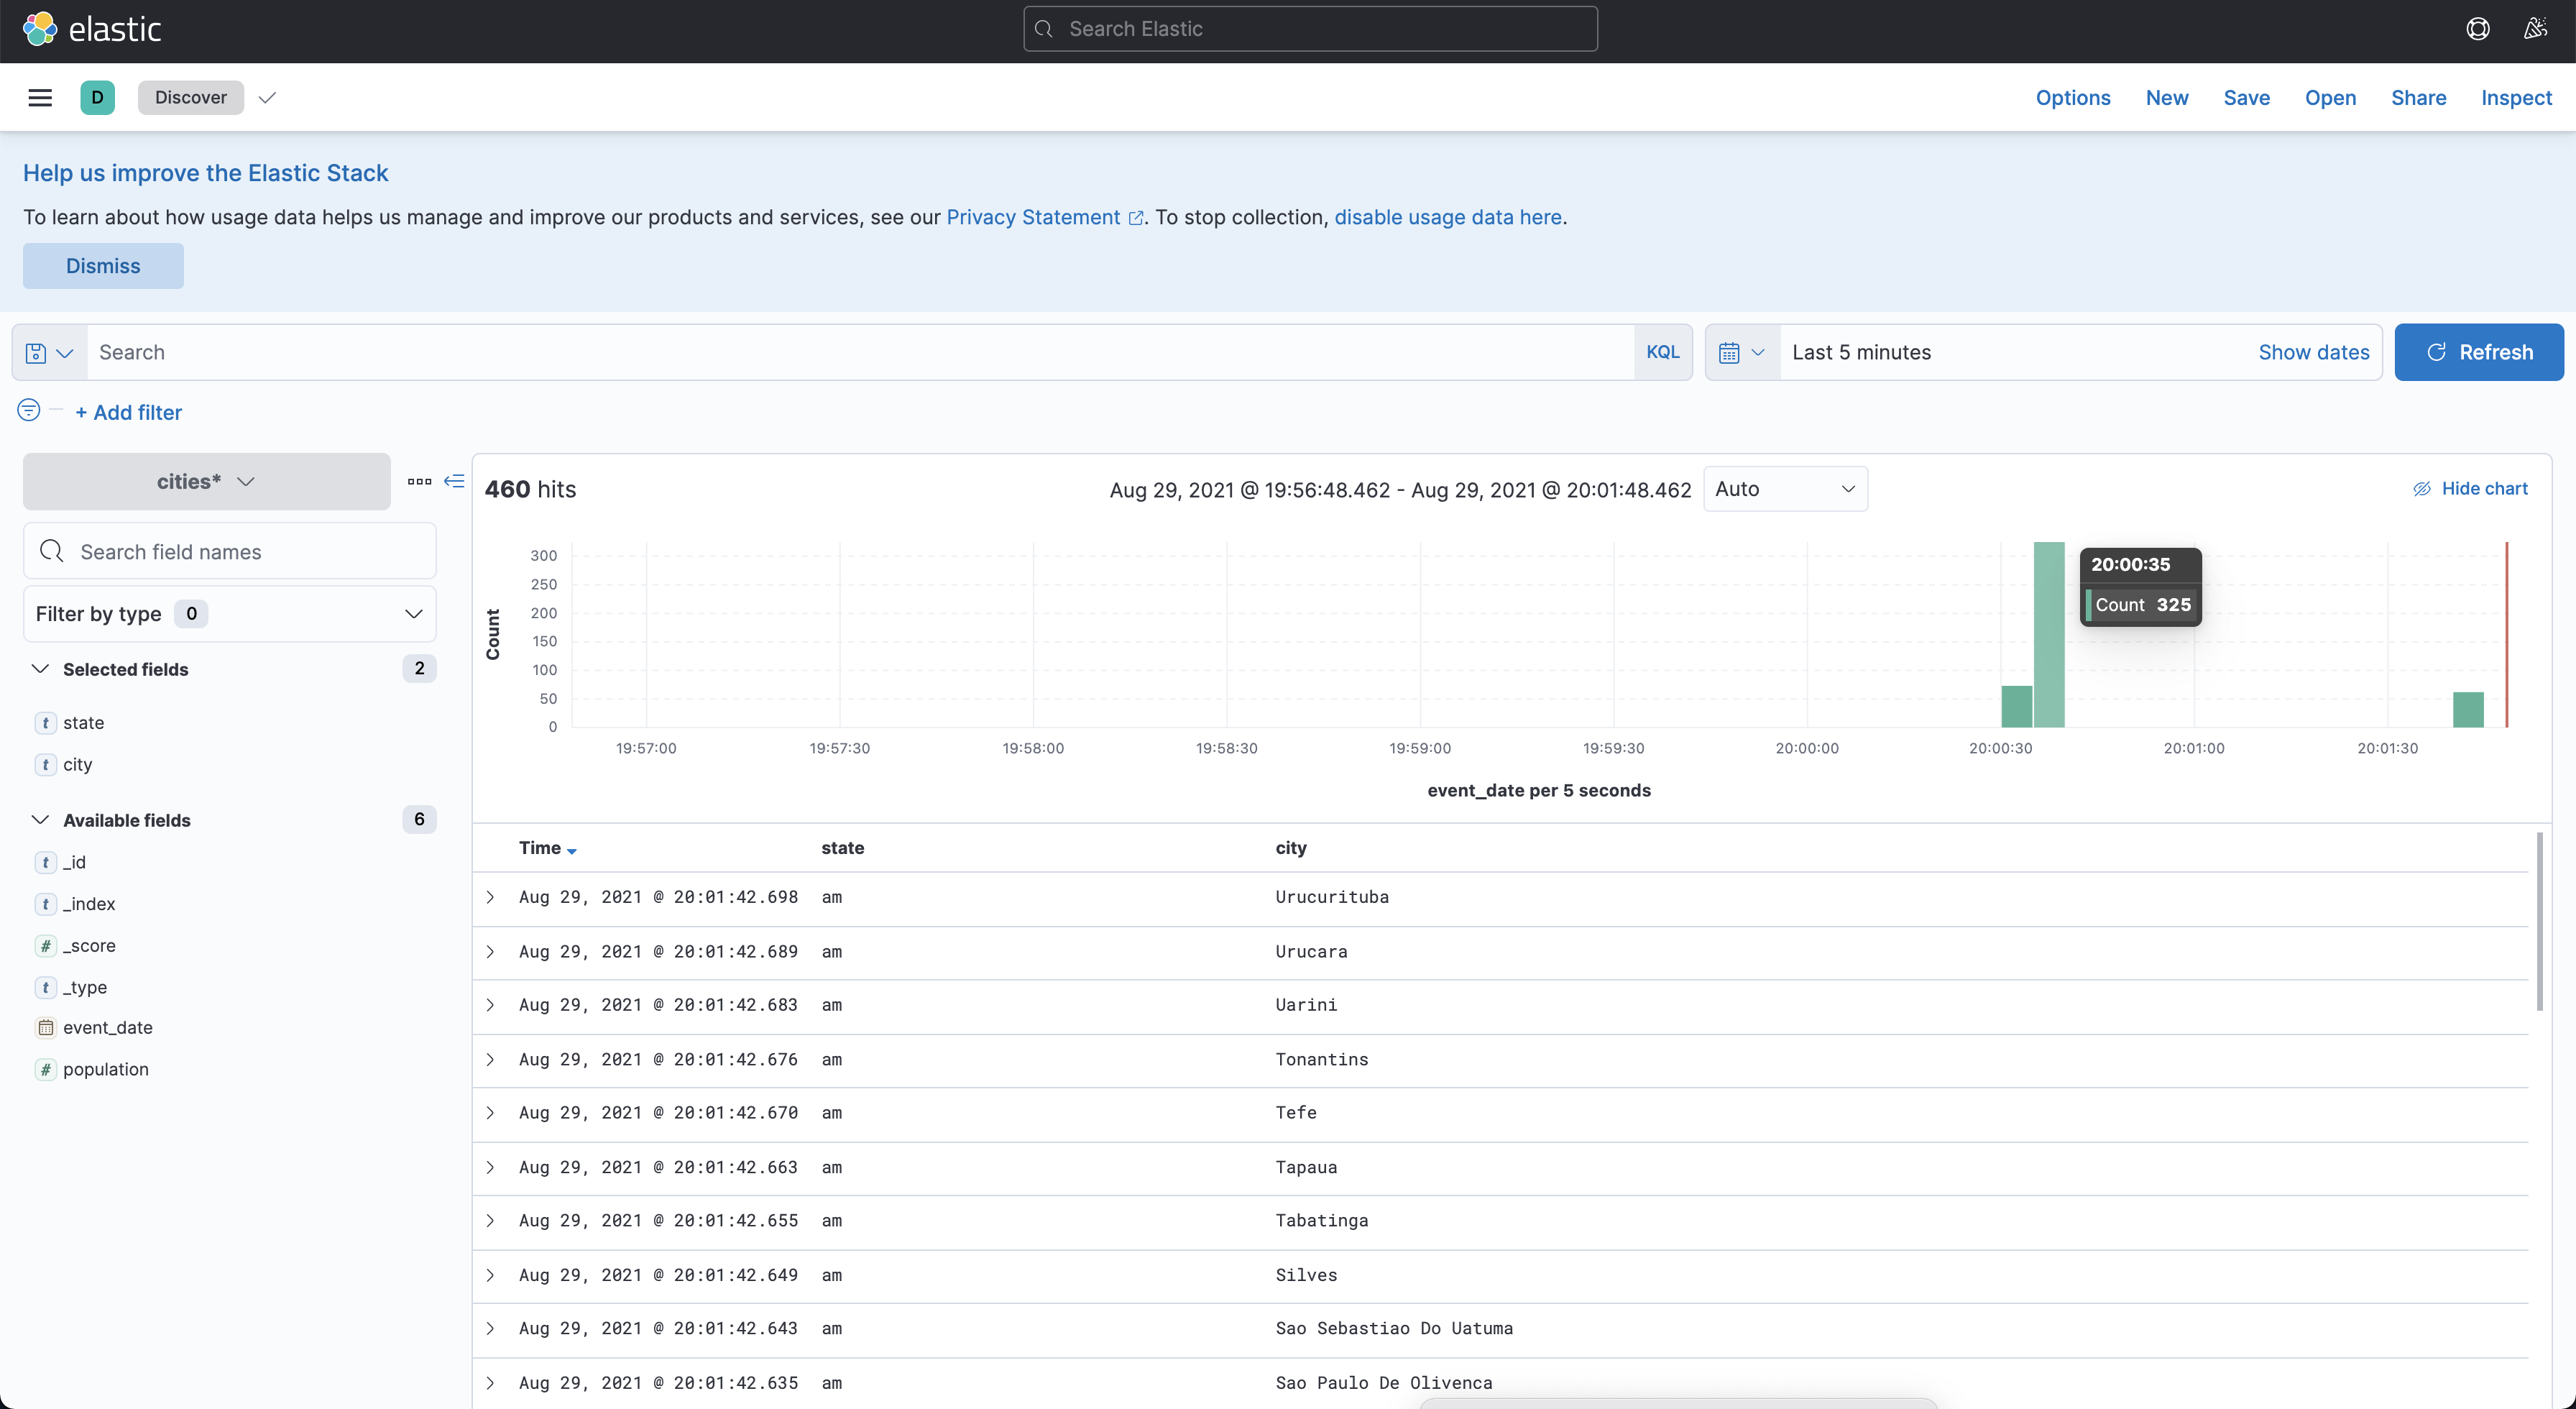 elastic
Search Elastic
D Discover
Options New Save Open Share Inspect
Help us improve the Elastic Stack
To learn about how usage data helps us manage and improve our products and services, see our Privacy Statement. To stop collection, disable usage data here.
Dismiss
Search KQL
Last 5 minutes Show dates
Refresh
+ Add filter
cities*
Search field names
Filter by type 0
Selected fields 2
t state
t city
Available fields 6
t _id
t _index
# _score
t _type
event_date
# population
460 hits
Aug 29, 2021 @ 19:56:48.462 - Aug 29, 2021 @ 20:01:48.462 Auto
Hide chart
Count
300
250
200
150
100
50
0
20:00:35
Count 325
19:57:00 19:57:30 19:58:00 19:58:30 19:59:00 19:59:30 20:00:00 20:00:30 20:01:00 20:01:30
event_date per 5 seconds
Time state city
Aug 29, 2021 @ 20:01:42.698 am Urucurituba
Aug 29, 2021 @ 20:01:42.689 am Urucara
Aug 29, 2021 @ 20:01:42.683 am Uarini
Aug 29, 2021 @ 20:01:42.676 am Tonantins
Aug 29, 2021 @ 20:01:42.670 am Tefe
Aug 29, 2021 @ 20:01:42.663 am Tapaua
Aug 29, 2021 @ 20:01:42.655 am Tabatinga
Aug 29, 2021 @ 20:01:42.649 am Silves
Aug 29, 2021 @ 20:01:42.643 am Sao Sebastiao Do Uatuma
Aug 29, 2021 @ 20:01:42.635 am Sao Paulo De Olivenca